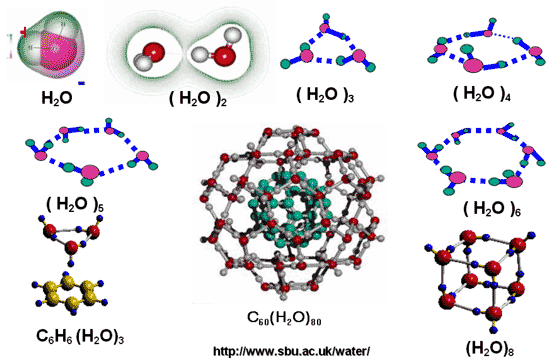 H2O
( H2O )2
( H2O )3
( H2O )4
( H2O )5
( H2O )6
C6H6 (H2O)3
C60(H2O)80
(H2O)8
http://www.sbu.ac.uk/water/